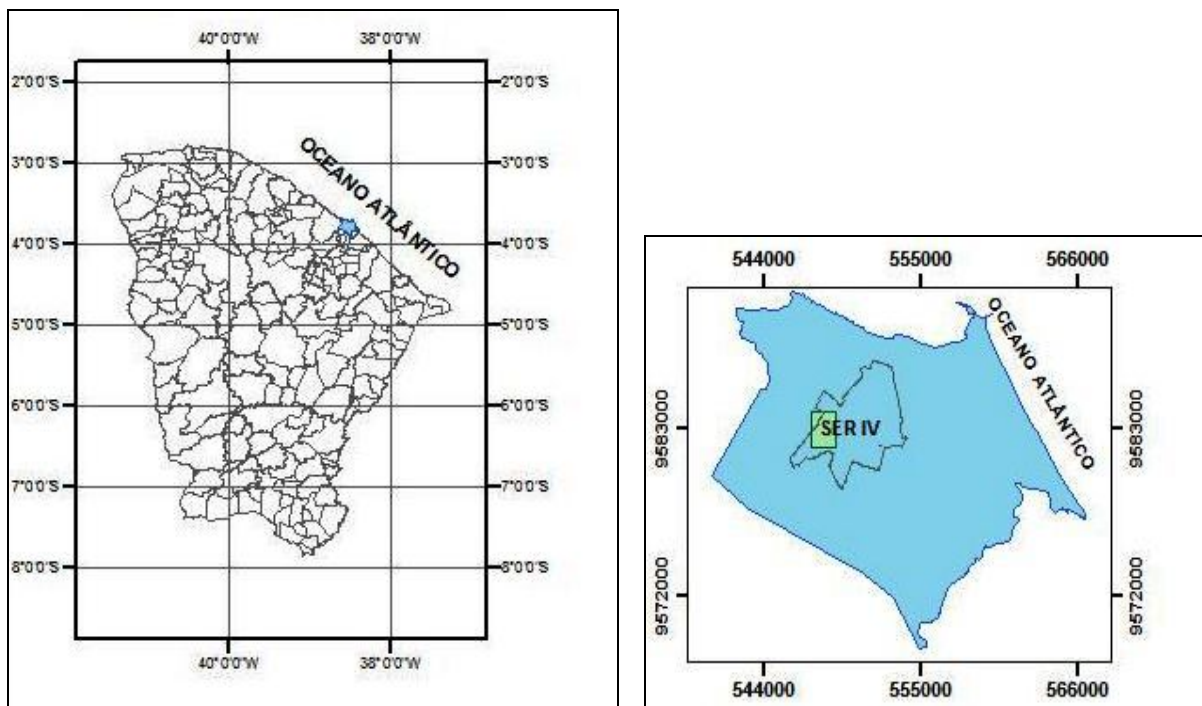 40°0'0"W 38°0'0"W
2°0'0"S 2°0'0"S
3°0'0"S 3°0'0"S
OCEANO ATLÂNTICO
4°0'0"S 4°0'0"S
5°0'0"S 5°0'0"S
6°0'0"S 6°0'0"S
7°0'0"S 7°0'0"S
8°0'0"S 8°0'0"S
40°0'0"W 38°0'0"W
544000 555000 566000
OCEANO ATLÂNTICO
9583000 9583000
SER IV
9572000 9572000
544000 555000 566000